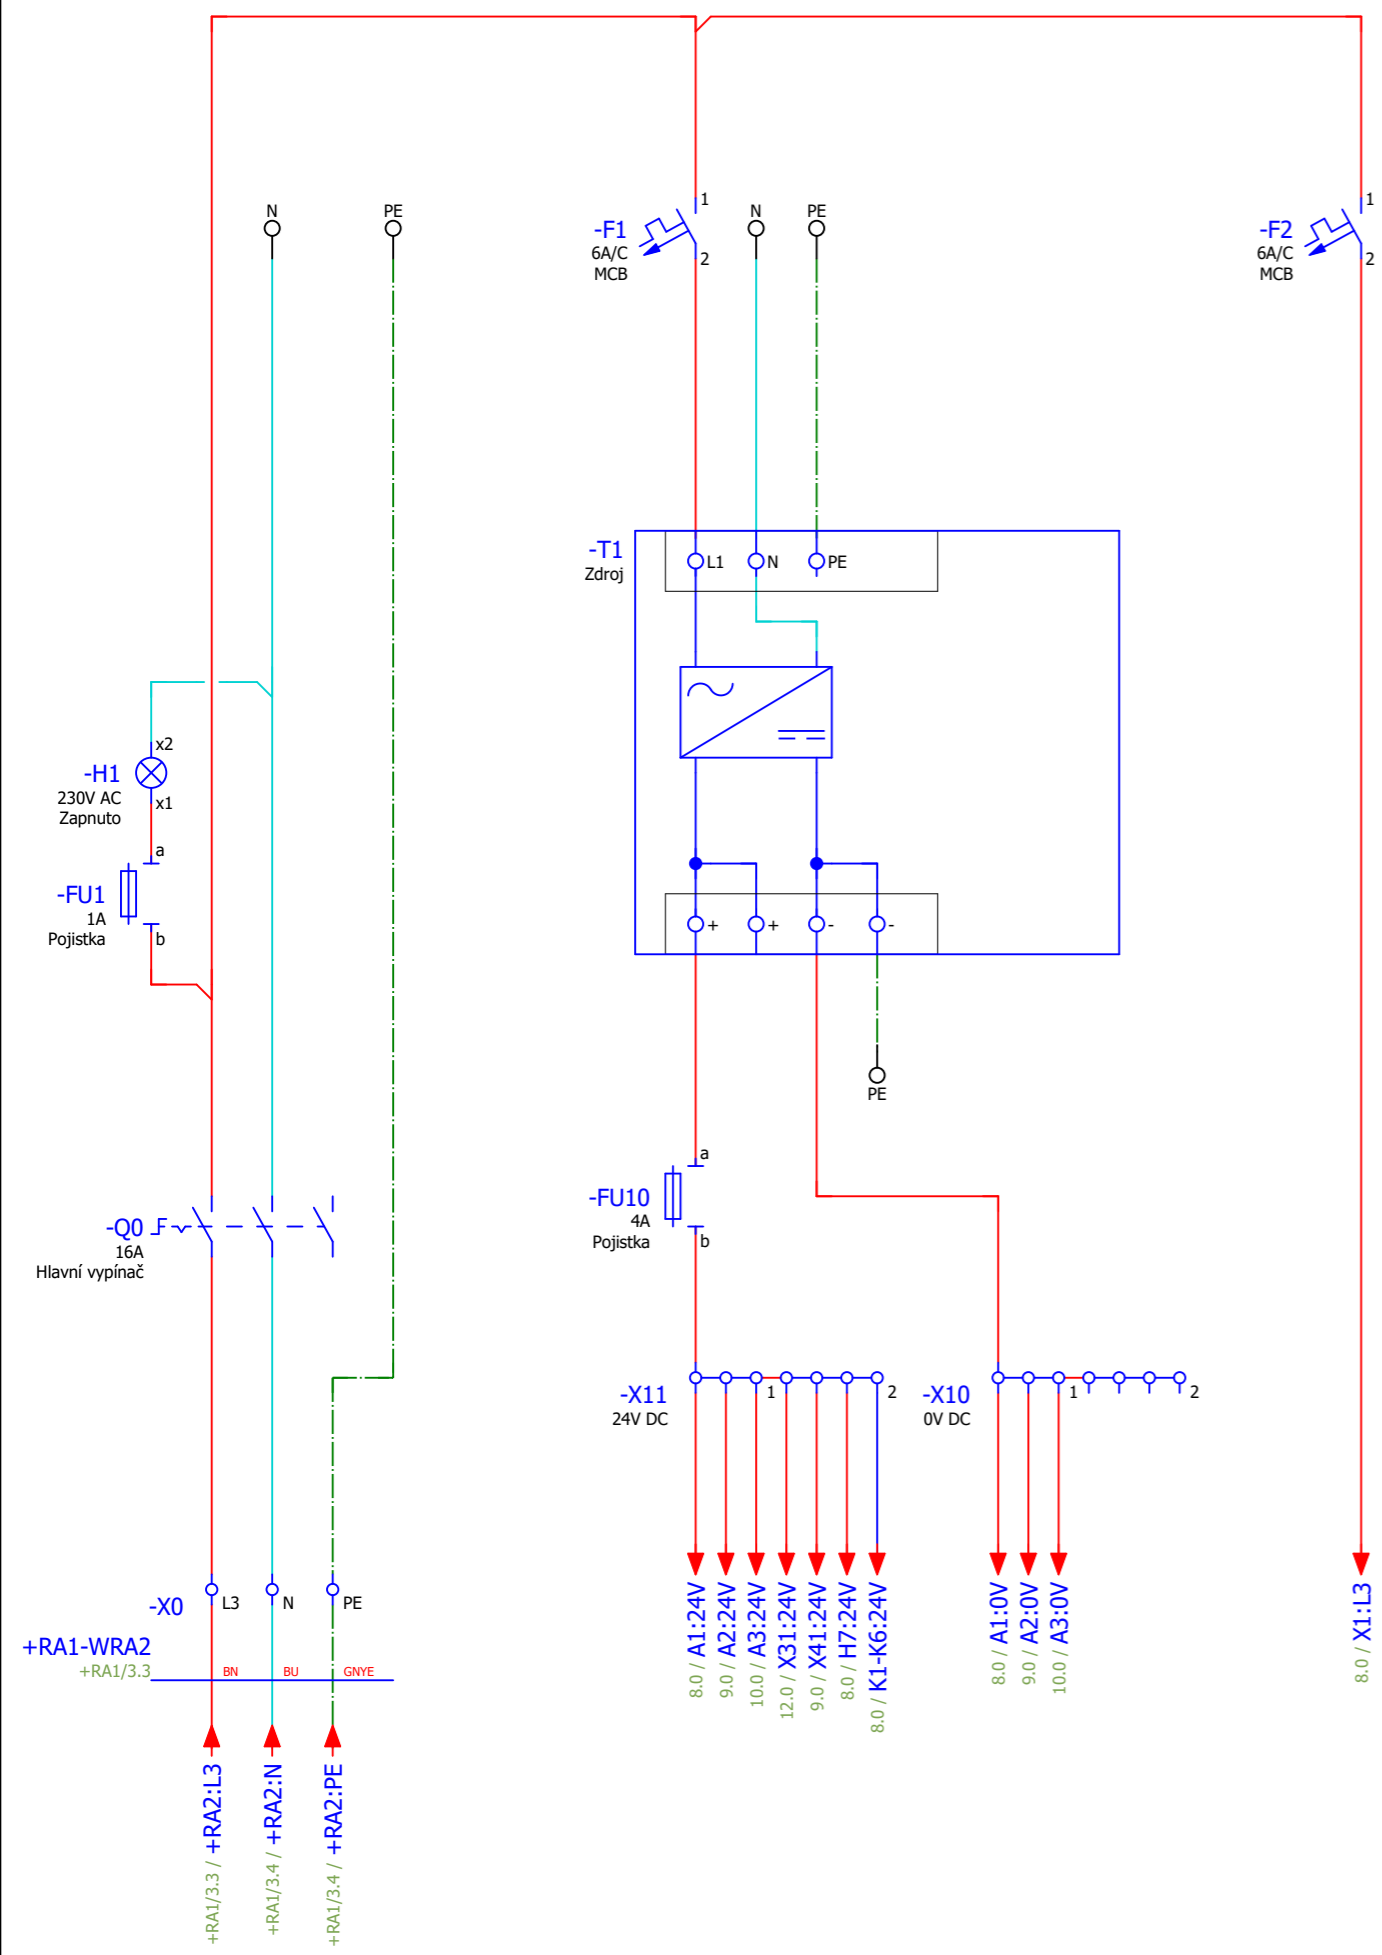 N
PE
-F1
6A/C
MCB
1
2
N
PE
-F2
6A/C
MCB
1
2
-T1
Zdroj
L1
N
PE
-H1
230V AC
Zapnuto
x2
x1
-FU1
1A
Pojistka
a
b
+
+
-
-
PE
-FU10
4A
Pojistka
a
b
-Q0
16A
Hlavní vypínač
-X11
24V DC
1
2
-X10
0V DC
1
2
-X0
L3
N
PE
+RA1-WRA2
+RA1/3.3
BN
BU
GNYE
8.0 / A1:24V
9.0 / A2:24V
10.0 / A3:24V
12.0 / X31:24V
9.0 / X41:24V
8.0 / H7:24V
8.0 / K1-K6:24V
8.0 / A1:0V
9.0 / A2:0V
10.0 / A3:0V
8.0 / X1:L3
+RA1/3.3 / +RA2:L3
+RA1/3.4 / +RA2:N
+RA1/3.4 / +RA2:PE